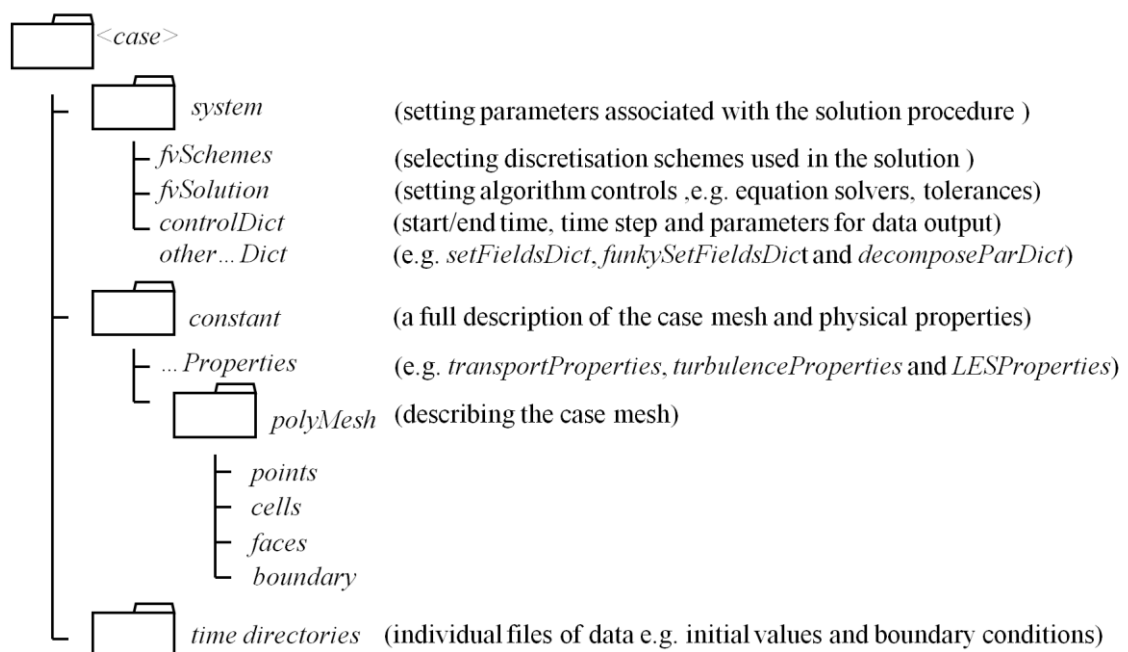 <case>
system (setting parameters associated with the solution procedure )
fvSchemes (selecting discretisation schemes used in the solution )
fvSolution (setting algorithm controls ,e.g. equation solvers, tolerances)
controlDict (start/end time, time step and parameters for data output)
other...Dict (e.g. setFieldsDict, funkySetFieldsDict and decomposeParDict)
constant (a full description of the case mesh and physical properties)
...Properties (e.g. transportProperties, turbulenceProperties and LESProperties)
polyMesh (describing the case mesh)
points
cells
faces
boundary
time directories (individual files of data e.g. initial values and boundary conditions)